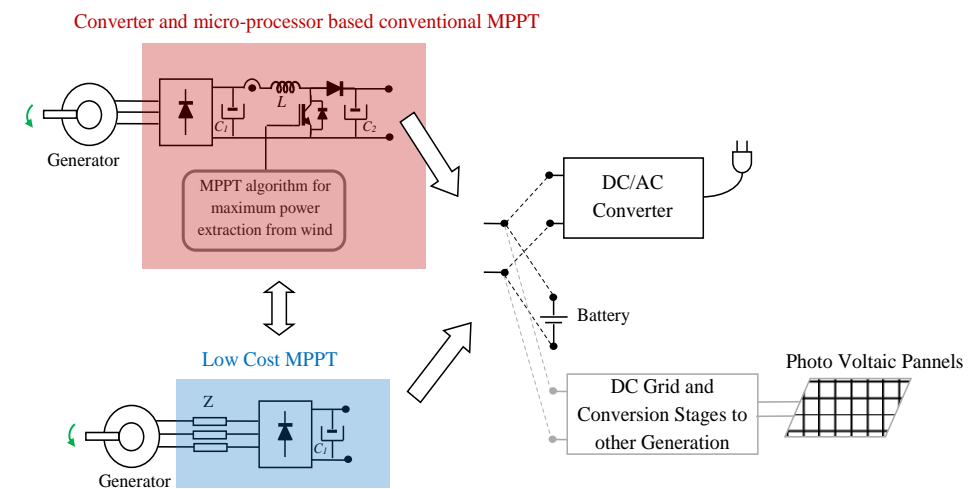 Converter and micro-processor based conventional MPPT
L
C1
C2
Generator
MPPT algorithm for
maximum power
extraction from wind
DC/AC
Converter
Battery
Low Cost MPPT
Photo Voltaic Pannels
Z
C1
DC Grid and
Conversion Stages to
other Generation
Generator